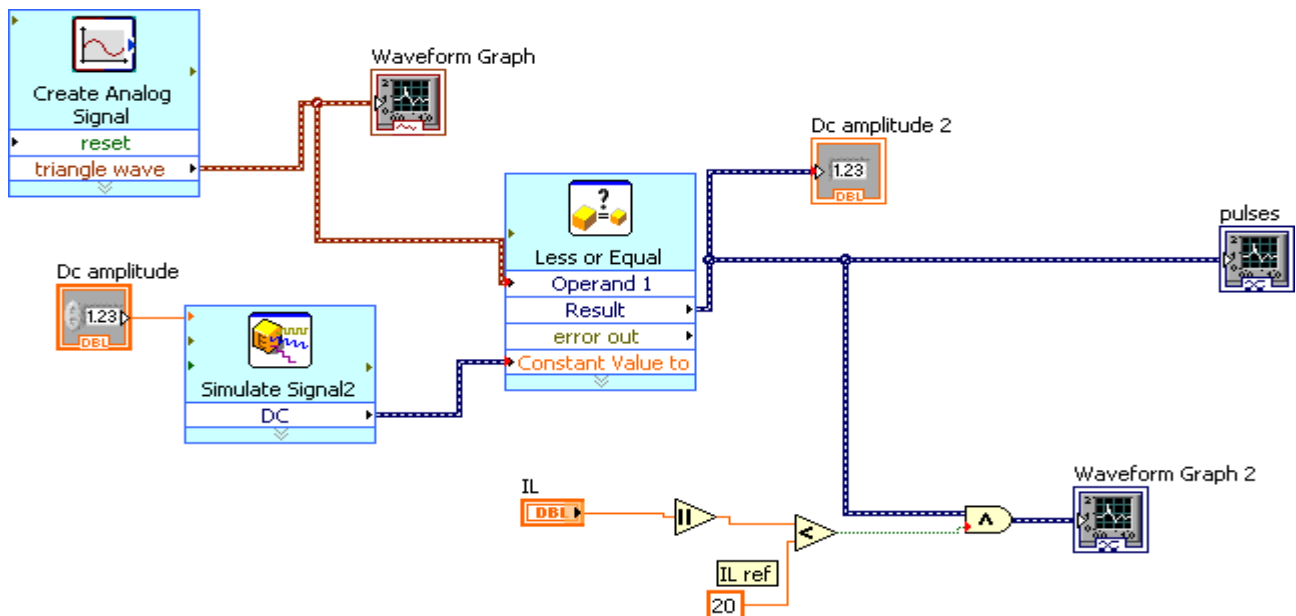 Create Analog
Signal
reset
triangle wave
Waveform Graph
Dc amplitude 2
1.23
DBL
Less or Equal
Operand 1
Result
error out
Constant Value to
pulses
Dc amplitude
1.23
DBL
Simulate Signal2
DC
IL
DBL
IL ref
20
Waveform Graph 2